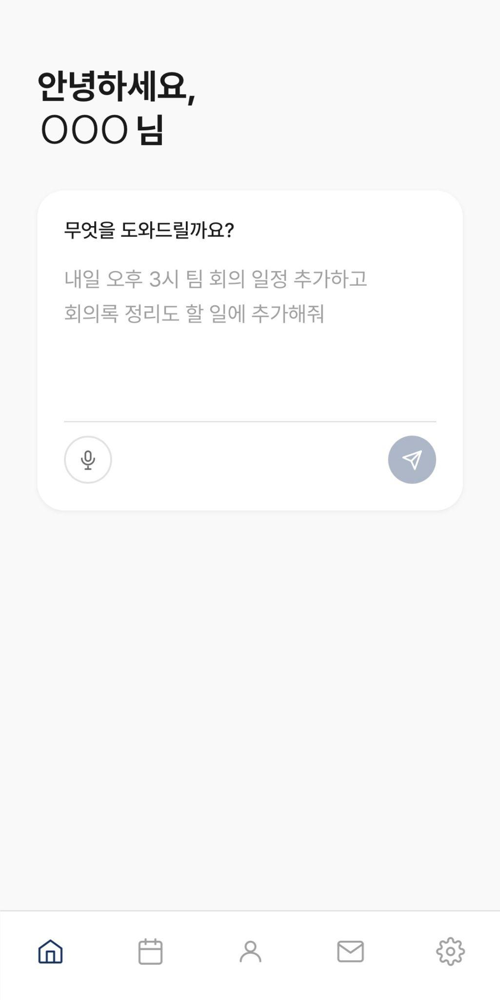 안녕하세요,
OOO 님
무엇을 도와드릴까요?
내일 오후 3시 팀 회의 일정 추가하고
회의록 정리도 할 일에 추가해줘